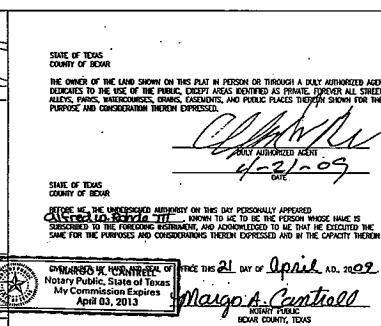 STATE OF TEXAS
COUNTY OF BEXAR
THE OWNER OF THE LAND SHOWN ON THIS PLAT IN PERSON OR THROUGH A DULY AUTHORIZED AGE
DEDICATES TO THE USE OF THE PUBLIC, EXCEPT AREAS IDENTIFIED AS PRIVATE, FOREVER ALL STREET
ALLEYS, PARKS, WATERCOURSES, DRAINS, EASEMENTS, AND PUBLIC PLACES THEREIN SHOWN FOR THE
PURPOSE AND CONSIDERATION THEREIN EXPRESSED.
DULY AUTHORIZED AGENT
4-21-09
DATE
STATE OF TEXAS
COUNTY OF BEXAR
BEFORE ME, THE UNDERSIGNED AUTHORITY ON THIS DAY PERSONALLY APPEARED
Alfred W. Rohde III KNOWN TO ME TO BE THE PERSON WHOSE NAME IS
SUBSCRIBED TO THE FOREGOING INSTRUMENT, AND ACKNOWLEDGED TO ME THAT HE EXECUTED THE
SAME FOR THE PURPOSES AND CONSIDERATIONS THEREIN EXPRESSED AND IN THE CAPACITY THEREIN
GIVEN UNDER MY HAND AND SEAL OF OFFICE THIS 21 DAY OF April A.D. 2009
MARGO A. CANTRELL
Notary Public, State of Texas
My Commission Expires
April 03, 2013
Margo A. Cantrell
NOTARY PUBLIC
BEXAR COUNTY, TEXAS